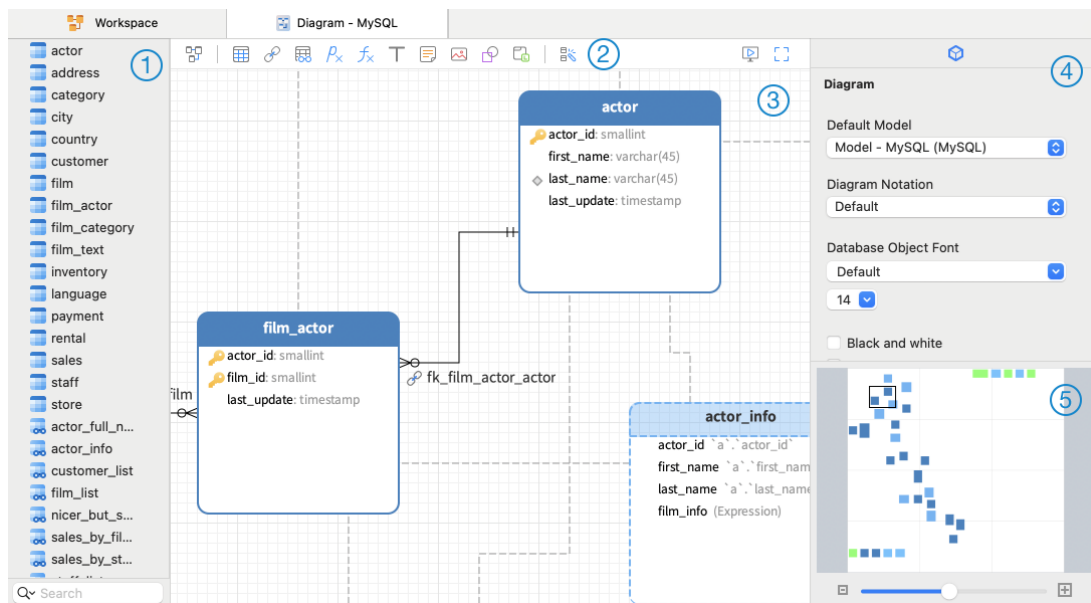 Workspace
Diagram - MySQL
actor
address
category
city
country
customer
film
film_actor
film_category
film_text
inventory
language
payment
rental
sales
staff
store
actor_full_n...
actor_info
customer_list
film_list
nicer_but_s...
sales_by_fil...
sales_by_st...
Search
1
2
3
actor
actor_id: smallint
first_name: varchar(45)
last_name: varchar(45)
last_update: timestamp
film_actor
actor_id: smallint
film_id: smallint
last_update: timestamp
film
fk_film_actor_actor
actor_info
actor_id `a`.`actor_id`
first_name `a`.`first_nam
last_name `a`.`last_name
film_info (Expression)
4
Diagram
Default Model
Model - MySQL (MySQL)
Diagram Notation
Default
Database Object Font
Default
14
Black and white
5